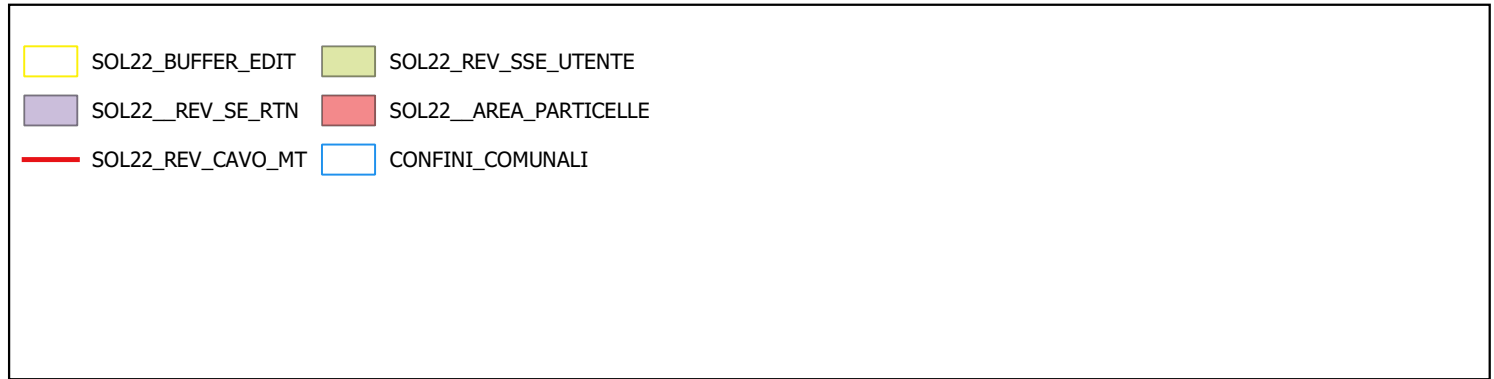 SOL22_BUFFER_EDIT SOL22_REV_SSE_UTENTE
SOL22__REV_SE_RTN SOL22__AREA_PARTICELLE
SOL22_REV_CAVO_MT CONFINI_COMUNALI